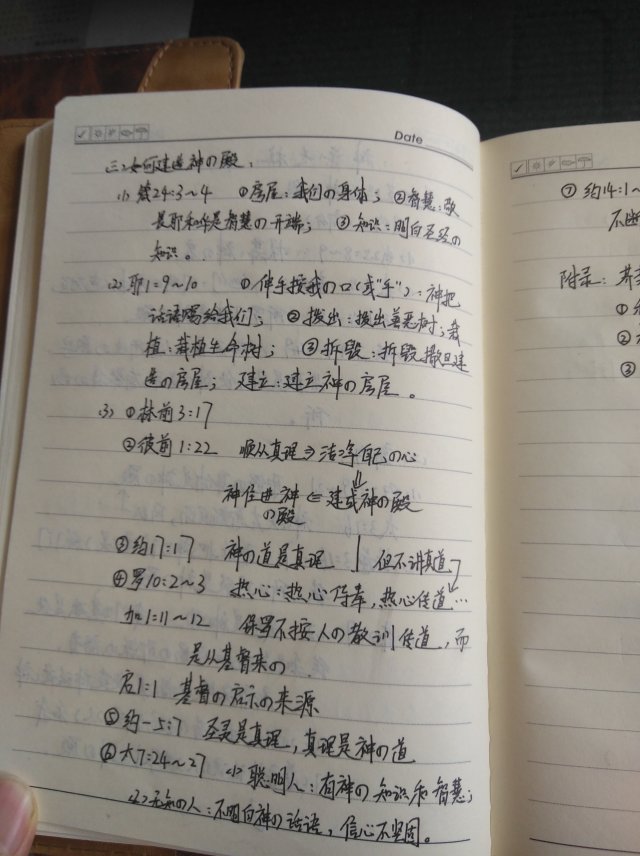 Date
三、如何建造神の殿.
(1) 箴24:3~4 ①房屋:我们の身体; ②智慧:敬
畏耶和华是智慧の开端; ③知识:明白圣经の
知识。
(2) 耶1:9~10 ①伸手按我の口(或"手"):神把
话语赐给我们; ②拨出:拨出善恶树;栽
植:栽植生命树; ③拆毁:拆毁撒旦建
造の房屋; 建立:建立神の房屋。
(3) ①林前3:17
②彼前1:22 顺从真理⇒洁净自己の心
⇓
神住进神⇐建成神の殿
の殿
③约17:17 神の道是真理 但不讲真道
④罗10:2~3 热心:热心侍奉,热心传道…
加1:11~12 保罗不按人の教训传道,而
是从基督来の.
启1:1 基督の启示の来源
⑤约一5:7 圣灵是真理,真理是神の道
⑥太7:24~27 (1)聪明人:有神の知识和智慧;
(2)无知の人:不明白神の话语,信心不坚固。
⑦约14:1~
不断
附录:
①
②
③